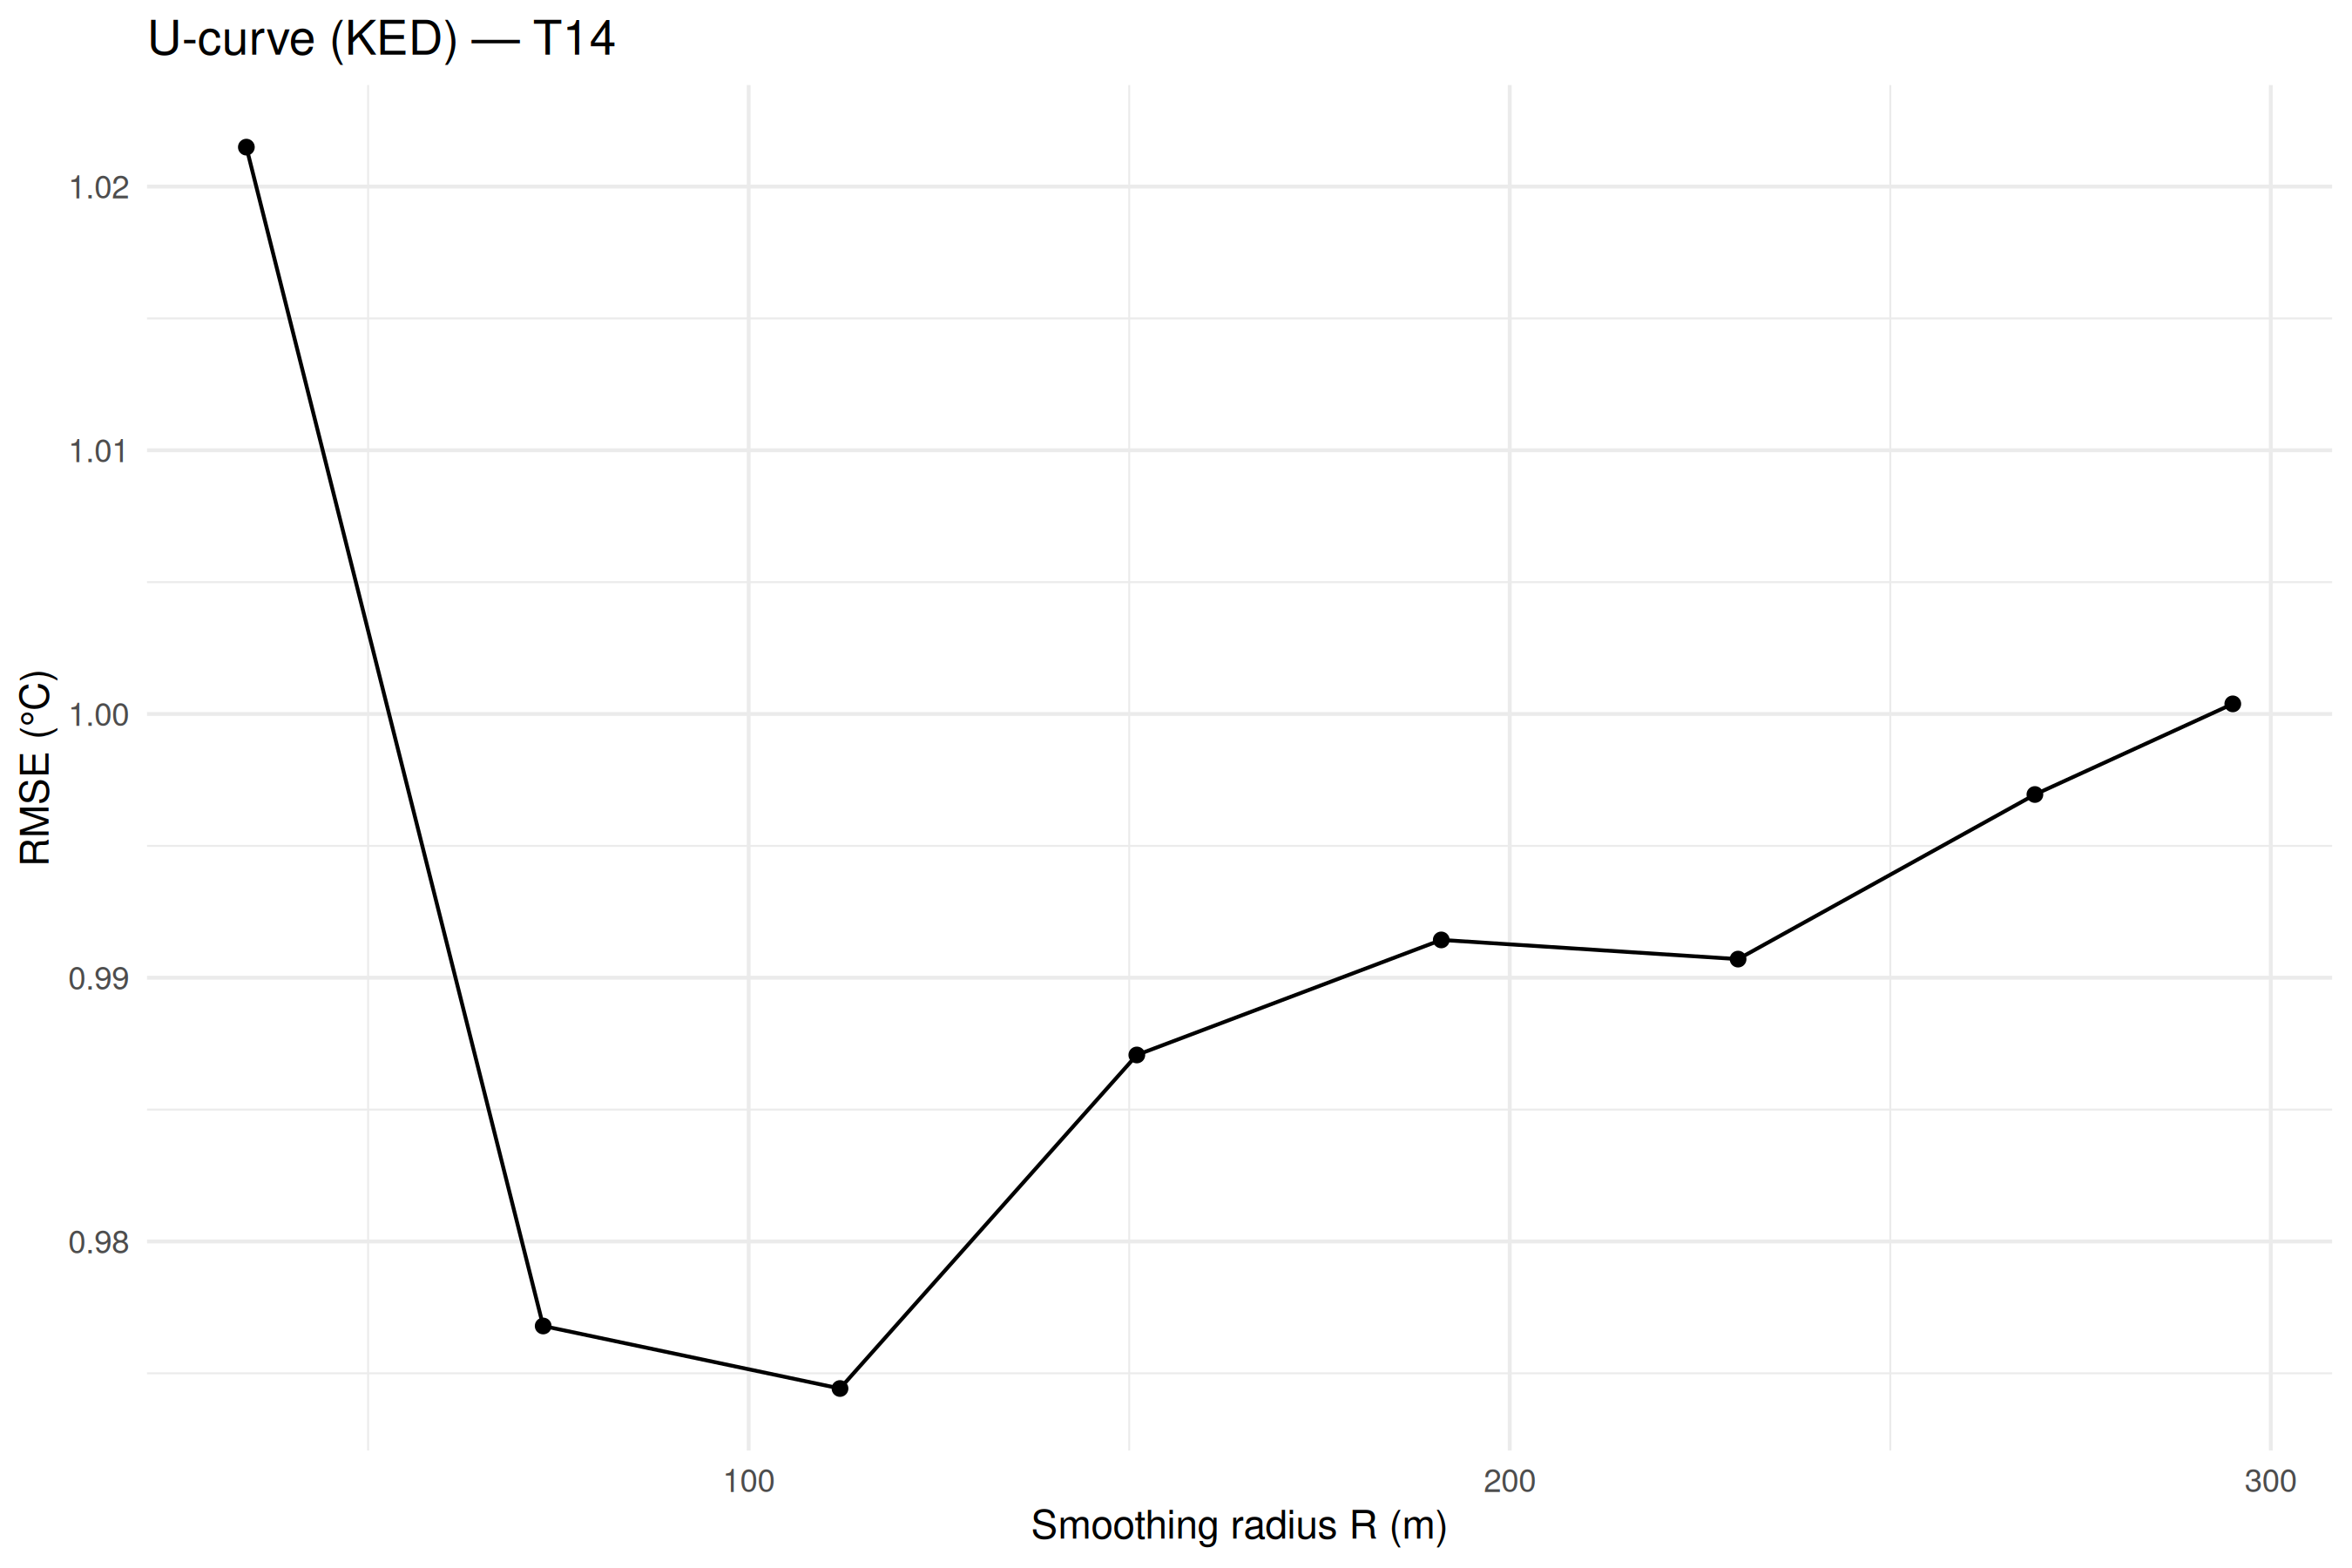 U-curve (KED) — T14
RMSE (°C)
1.02
1.01
1.00
0.99
0.98
100
200
300
Smoothing radius R (m)